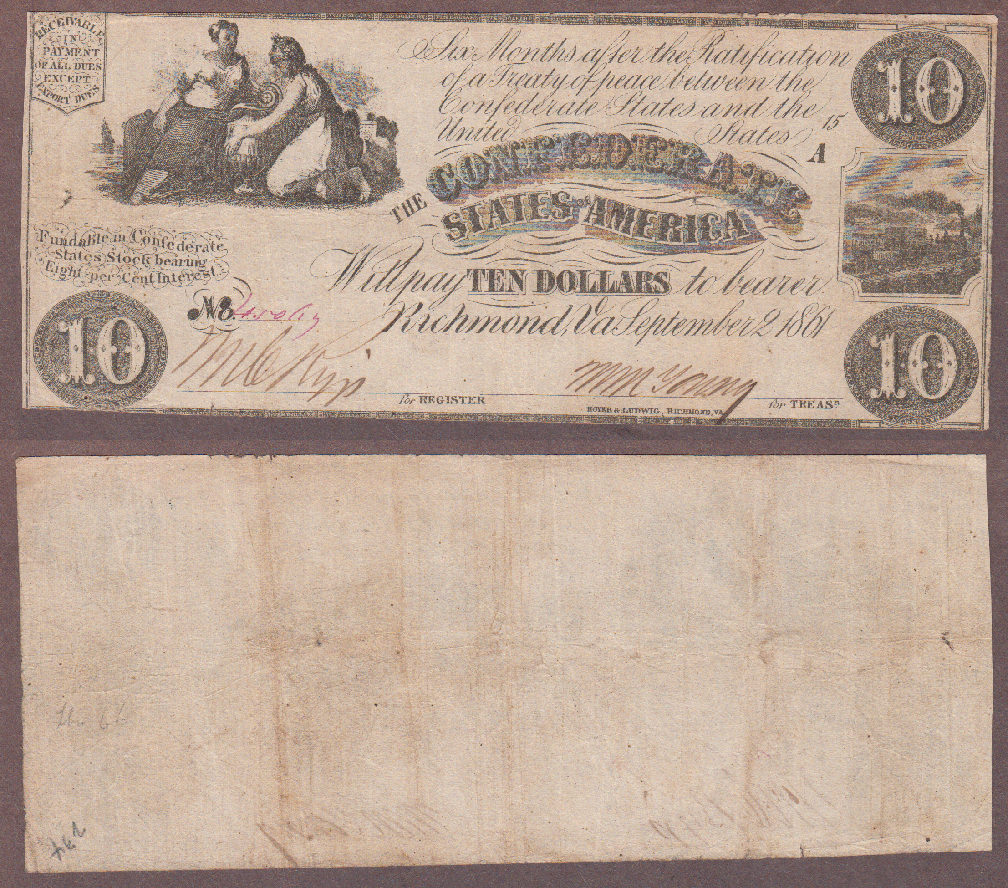 RECEIVABLE,
IN
PAYMENT
OF ALL DUES
EXCEPT
EXPORT DUES
Six Months after the Ratification
of a Treaty of peace between the
Confederate States and the
United States
15
A
10
THE
CONFEDERATE
STATES OF AMERICA
Fundable in Confederate
States Stock bearing
Eight per Cent Interest
Will pay TEN DOLLARS to bearer
No 8
Richmond, Va September 2 1861
10
10
for REGISTER
HOYER & LUDWIG, RICHMOND, VA.
for TREASR